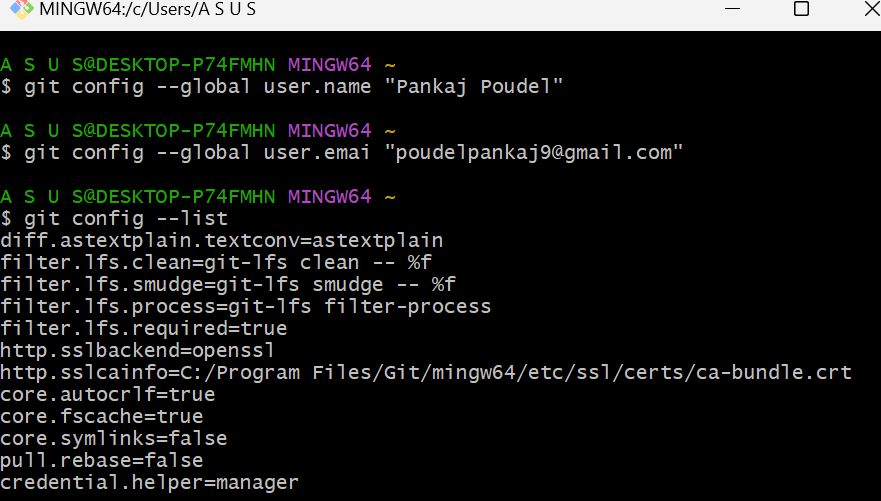 MINGW64:/c/Users/A S U S
A S U S@DESKTOP-P74FMHN MINGW64 ~
$ git config --global user.name "Pankaj Poudel"
A S U S@DESKTOP-P74FMHN MINGW64 ~
$ git config --global user.emai "poudelpankaj9@gmail.com"
A S U S@DESKTOP-P74FMHN MINGW64 ~
$ git config --list
diff.astextplain.textconv=astextplain
filter.lfs.clean=git-lfs clean -- %f
filter.lfs.smudge=git-lfs smudge -- %f
filter.lfs.process=git-lfs filter-process
filter.lfs.required=true
http.sslbackend=openssl
http.sslcainfo=C:/Program Files/Git/mingw64/etc/ssl/certs/ca-bundle.crt
core.autocrlf=true
core.fscache=true
core.symlinks=false
pull.rebase=false
credential.helper=manager